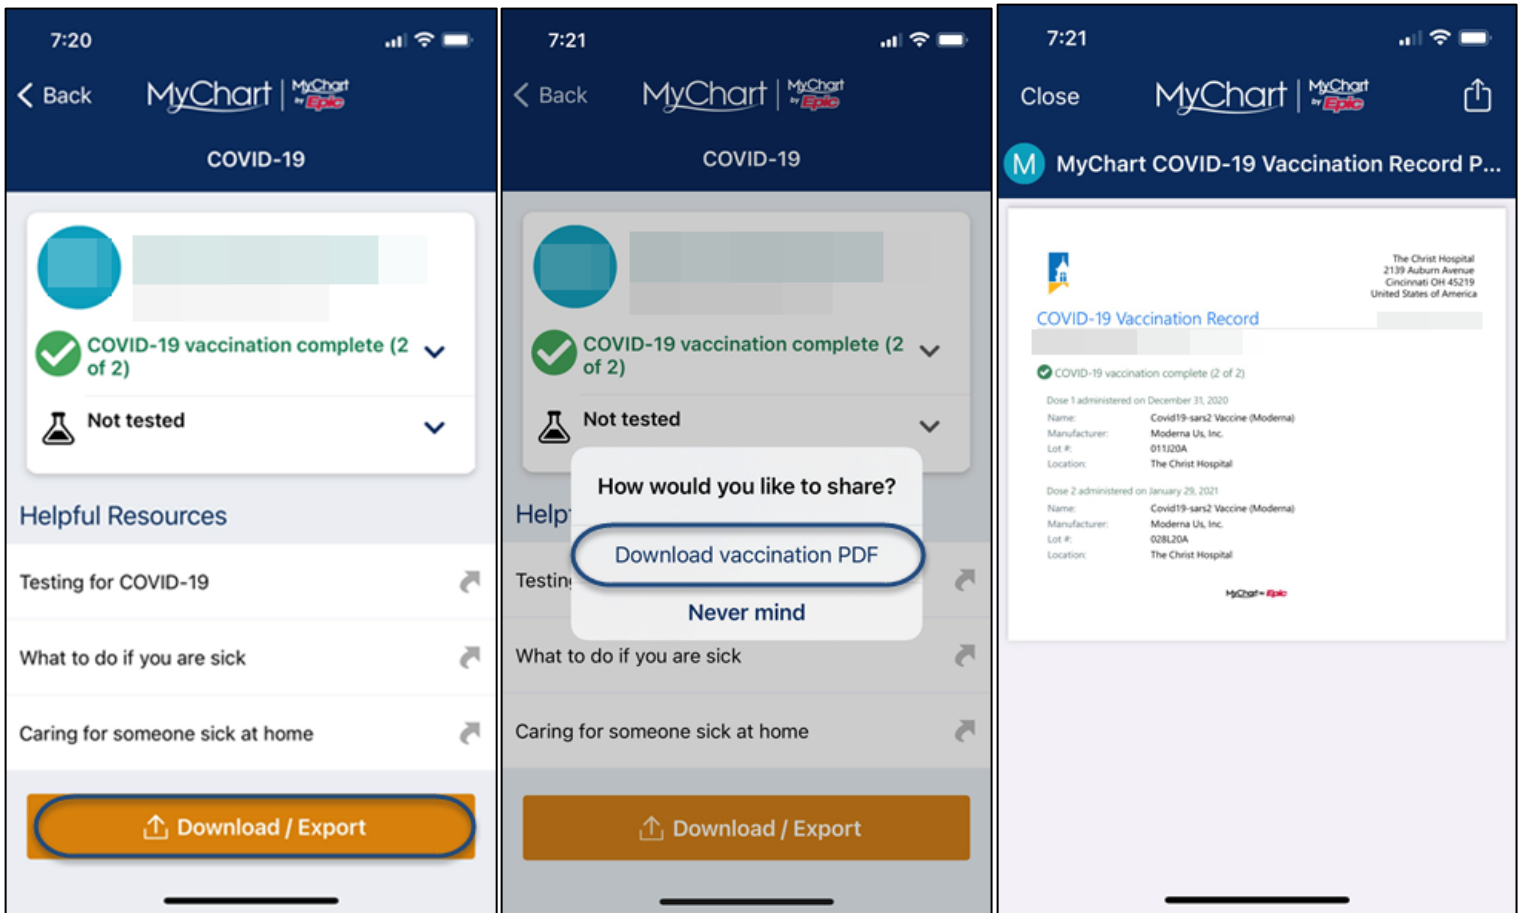 7:20
Back
MyChart | MyChart by Epic
COVID-19
COVID-19 vaccination complete (2
of 2)
Not tested
Helpful Resources
Testing for COVID-19
What to do if you are sick
Caring for someone sick at home
Download / Export
7:21
Back
MyChart | MyChart by Epic
COVID-19
COVID-19 vaccination complete (2
of 2)
Not tested
How would you like to share?
Help
Download vaccination PDF
Testing
Never mind
What to do if you are sick
Caring for someone sick at home
Download / Export
7:21
Close
MyChart | MyChart by Epic
M MyChart COVID-19 Vaccination Record P...
The Christ Hospital
2139 Auburn Avenue
Cincinnati OH 45219
United States of America
COVID-19 Vaccination Record
COVID-19 vaccination complete (2 of 2)
Dose 1 administered on December 31, 2020
Name: Covid19-sars2 Vaccine (Moderna)
Manufacturer: Moderna Us, Inc.
Lot #: 011J20A
Location: The Christ Hospital
Dose 2 administered on January 29, 2021
Name: Covid19-sars2 Vaccine (Moderna)
Manufacturer: Moderna Us, Inc.
Lot #: 028L20A
Location: The Christ Hospital
MyChart by Epic